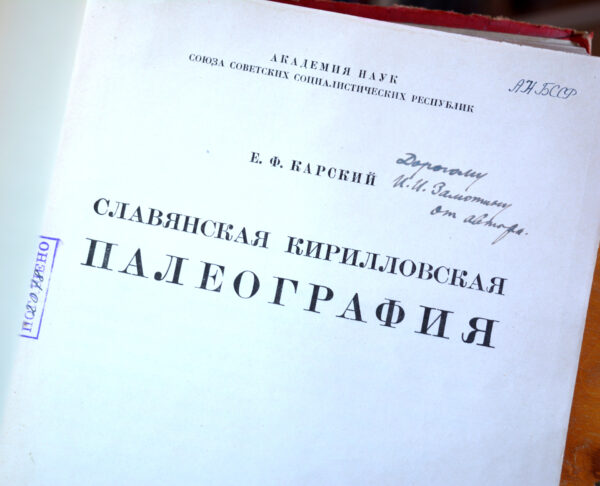 АКАДЕМИЯ НАУК
СОЮЗА СОВЕТСКИХ СОЦИАЛИСТИЧЕСКИХ РЕСПУБЛИК
АН БССР
Е. Ф. КАРСКИЙ
Дорогому
И.И. Замотину
от автора.
СЛАВЯНСКАЯ КИРИЛЛОВСКАЯ
ПАЛЕОГРАФИЯ